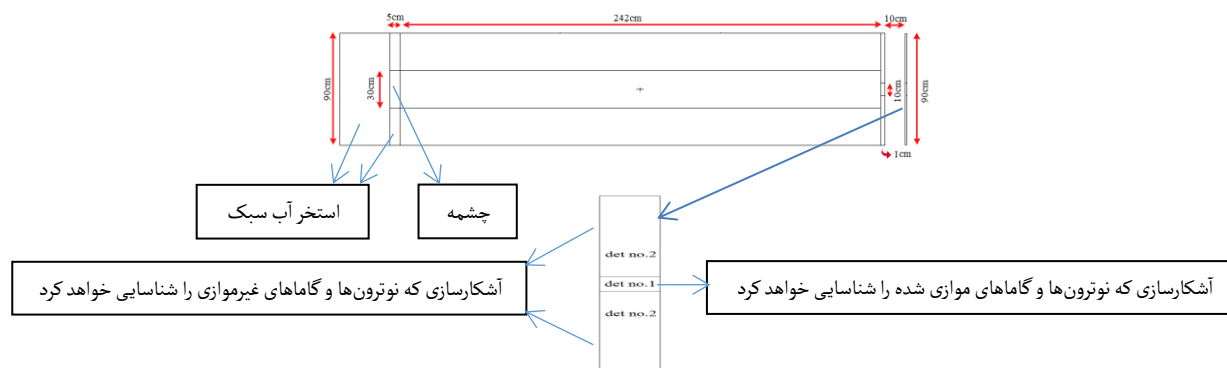 5cm
242cm
10cm
90cm
30cm
10cm
90cm
1cm
استخر آب سبک
چشمه
det no.2
آشکارسازی که نوترون‌ها و گاماهای غیرموازی را شناسایی خواهد کرد
det no.1
آشکارسازی که نوترون‌ها و گاماهای موازی شده را شناسایی خواهد کرد
det no.2